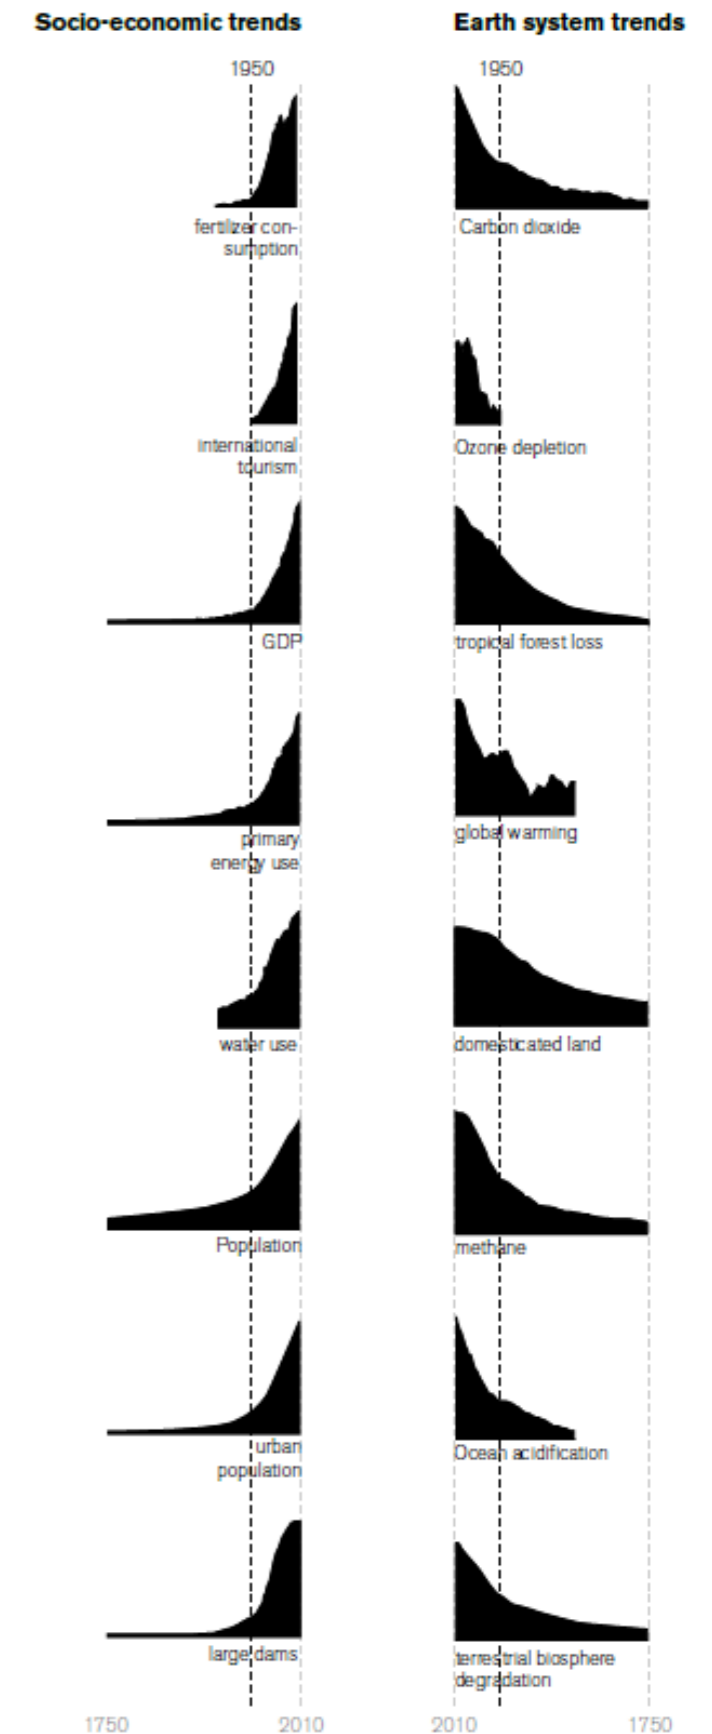 Socio-economic trends
Earth system trends
1950
1950
fertilizer con-
sumption
Carbon dioxide
international
tourism
Ozone depletion
GDP
tropical forest loss
primary
energy use
global warming
water use
domesticated land
Population
methane
urban
population
Ocean acidification
large dams
terrestrial biosphere
degradation
1750
2010
2010
1750